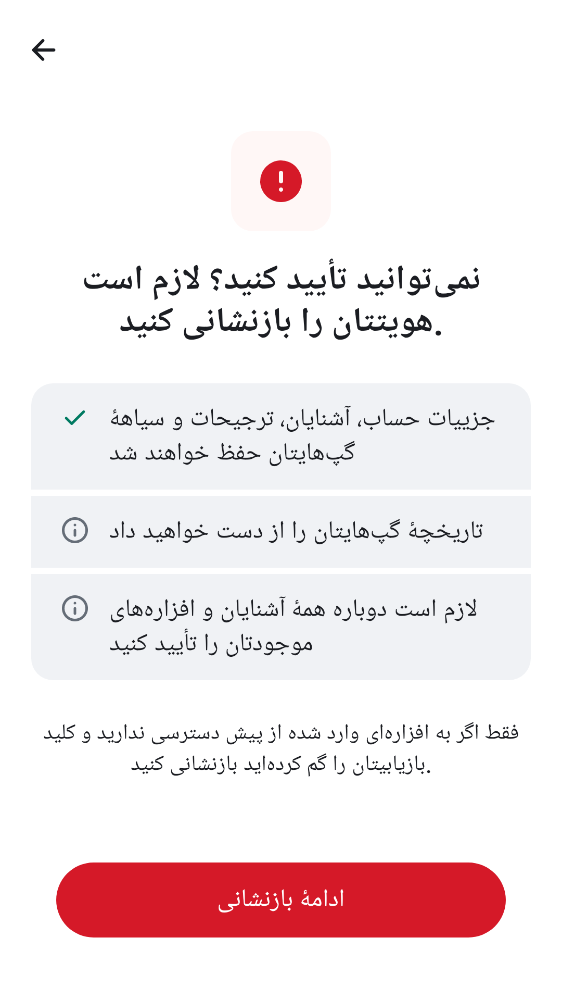 نمی‌توانید تأیید کنید؟ لازم است
هویتتان را بازنشانی کنید.
جزییات حساب، آشنایان، ترجیحات و سیاههٔ
گپ‌هایتان حفظ خواهند شد
تاریخچهٔ گپ‌هایتان را از دست خواهید داد
لازم است دوباره همهٔ آشنایان و افزاره‌های
موجودتان را تأیید کنید
فقط اگر به افزاره‌ای وارد شده از پیش دسترسی ندارید و کلید
بازیابیتان را گم کرده‌اید بازنشانی کنید.
ادامهٔ بازنشانی